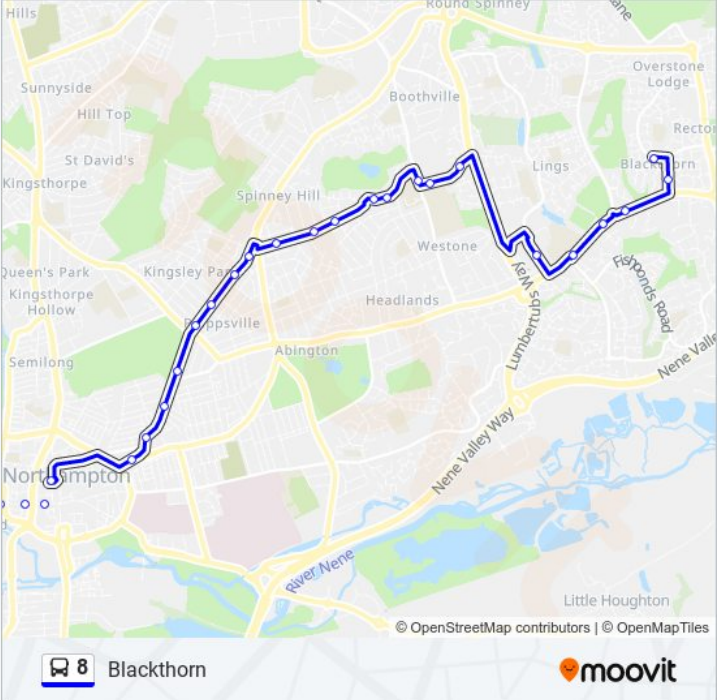 Hills
Round Spinney
Overstone
Lodge
Sunnyside
Boothville
Hill Top
Recto
St David's
Lings
Blackthorn
Kingsthorpe
Spinney Hill
Westone
Queen's Park
Kingsley Park
Fishponds Road
Kingsthorpe
Hollow
Headlands
Lumbertubs Way
Phippsville
Abington
Semilong
Nene Valle
Nene Valley Way
Northampton
River Nene
Little Houghton
© OpenStreetMap contributors | © OpenMapTiles
8 Blackthorn
moovit